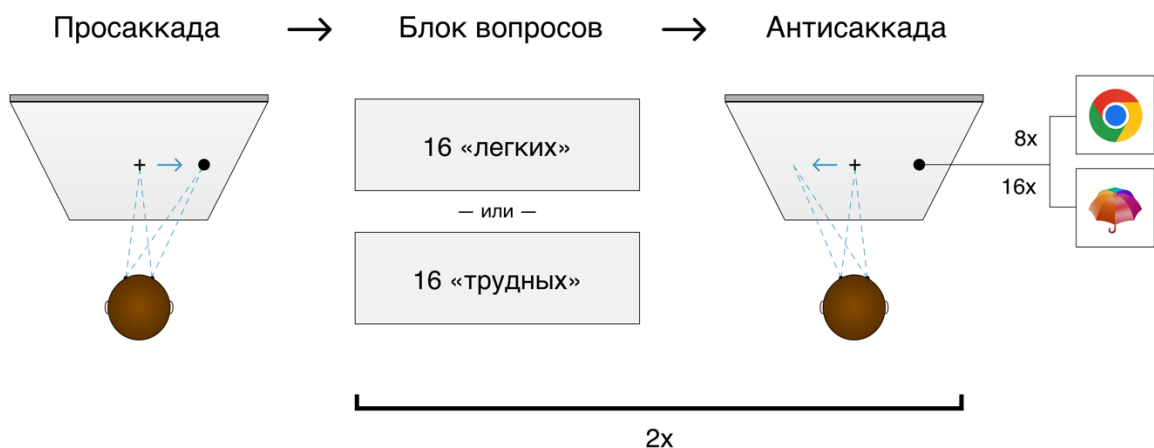 Просаккада → Блок вопросов → Антисаккада
16 «легких»
— или —
16 «трудных»
8x
16x
2x